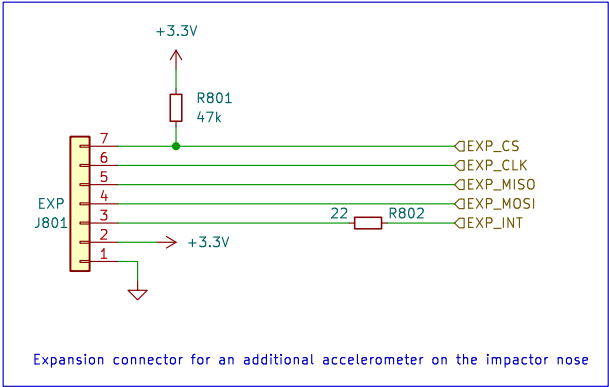 +3.3V
R801
47k
7
EXP_CS
6
EXP_CLK
5
EXP_MISO
EXP
4
EXP_MOSI
J801
3
22
R802
EXP_INT
2
+3.3V
1
Expansion connector for an additional accelerometer on the impactor nose